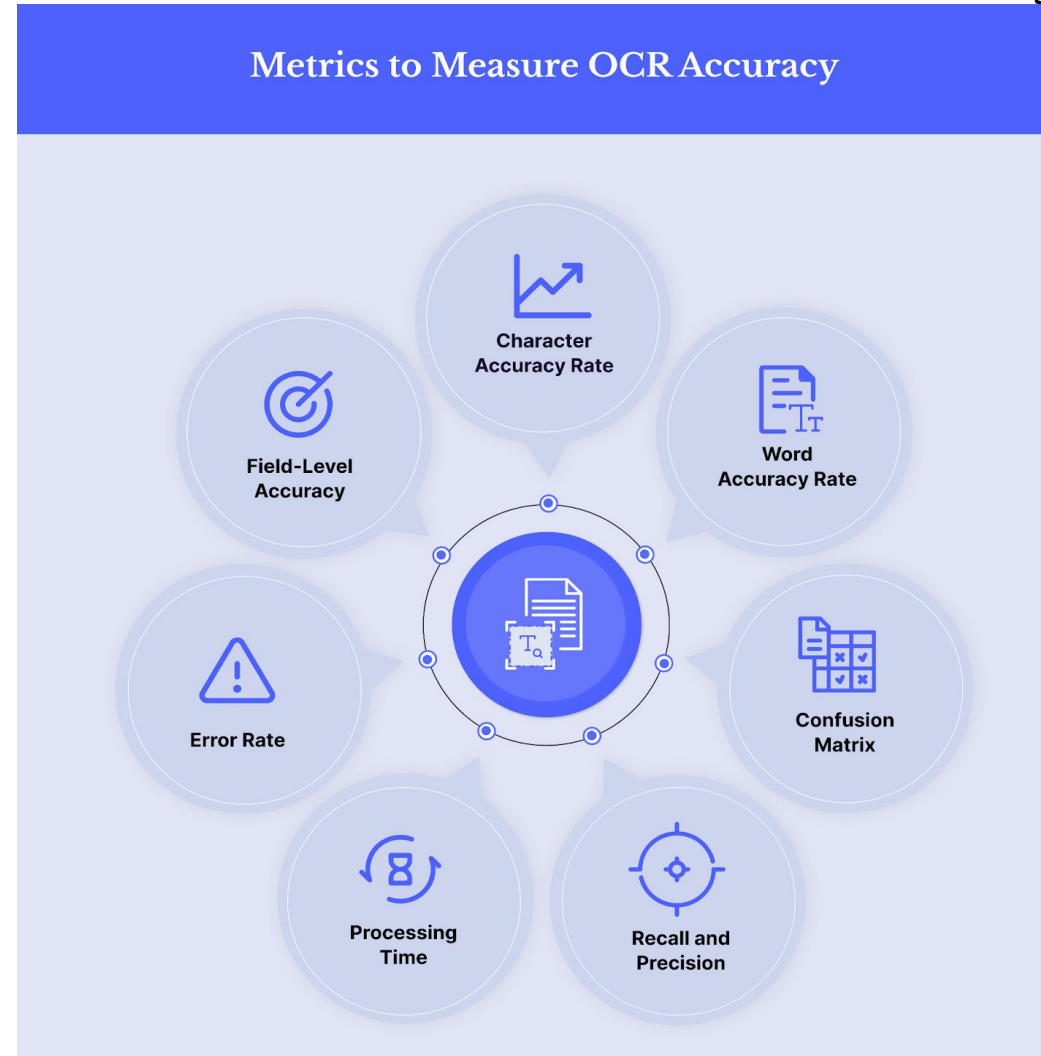 Metrics to Measure OCR Accuracy
Character
Accuracy Rate
Word
Accuracy Rate
Confusion
Matrix
Recall and
Precision
Processing
Time
Error Rate
Field-Level
Accuracy